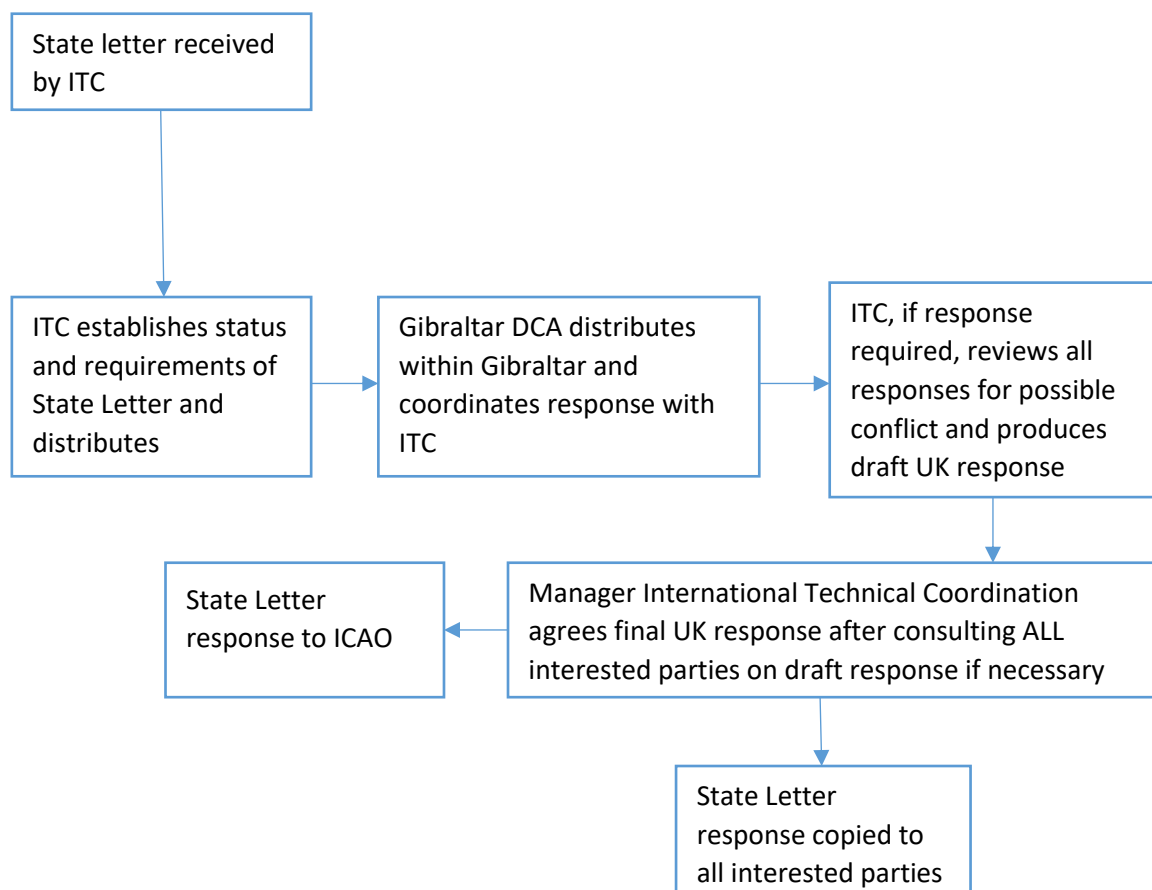 State letter received
by ITC
ITC establishes status
and requirements of
State Letter and
distributes
Gibraltar DCA distributes
within Gibraltar and
coordinates response with
ITC
ITC, if response
required, reviews all
responses for possible
conflict and produces
draft UK response
Manager International Technical Coordination
agrees final UK response after consulting ALL
interested parties on draft response if necessary
State Letter
response to ICAO
State Letter
response copied to
all interested parties